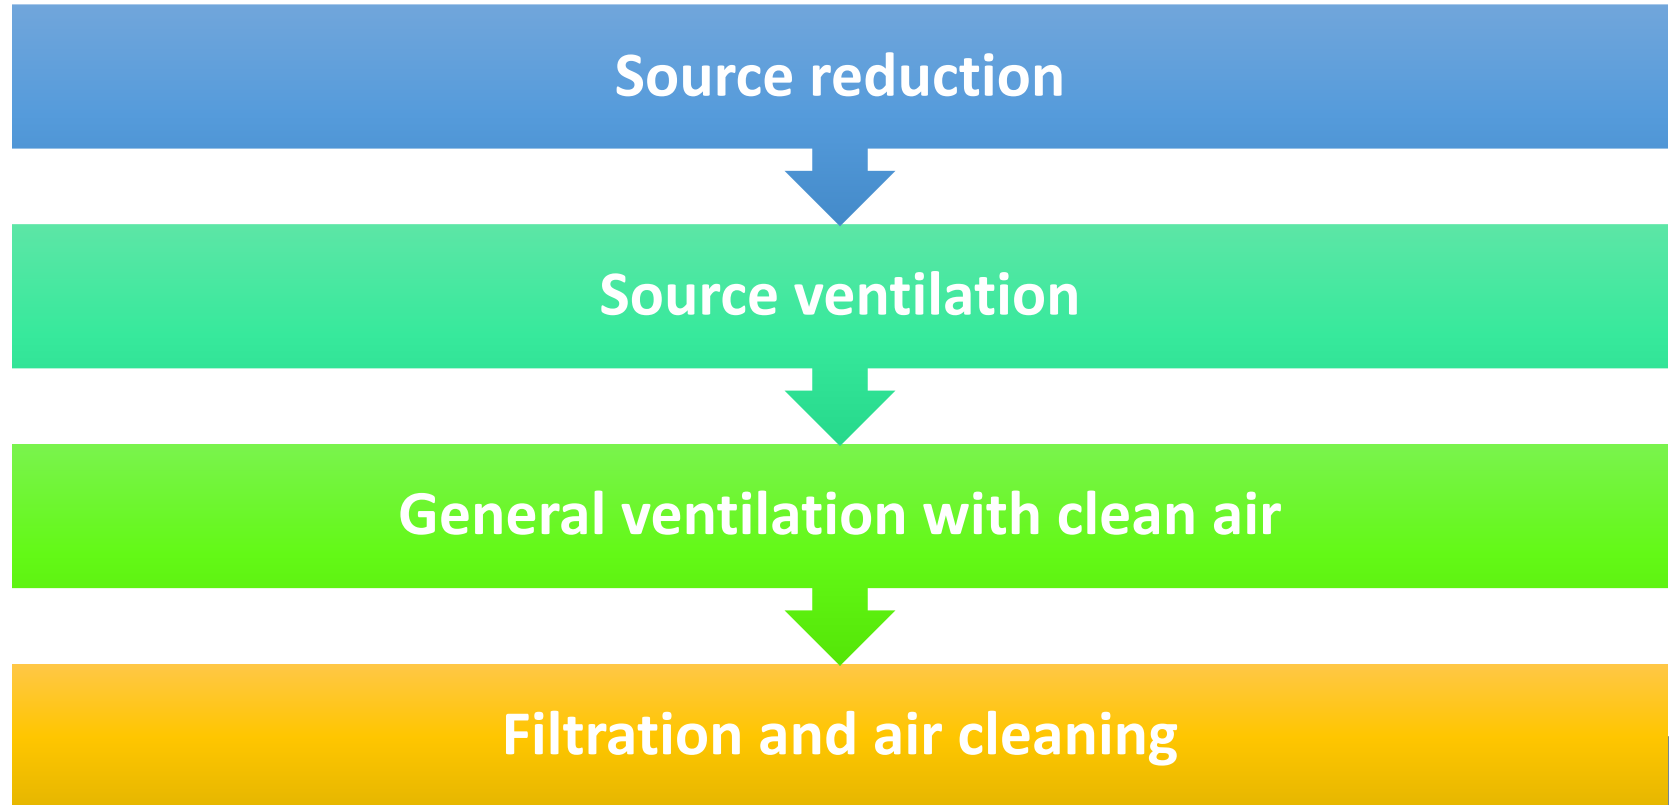 Source reduction
Source ventilation
General ventilation with clean air
Filtration and air cleaning